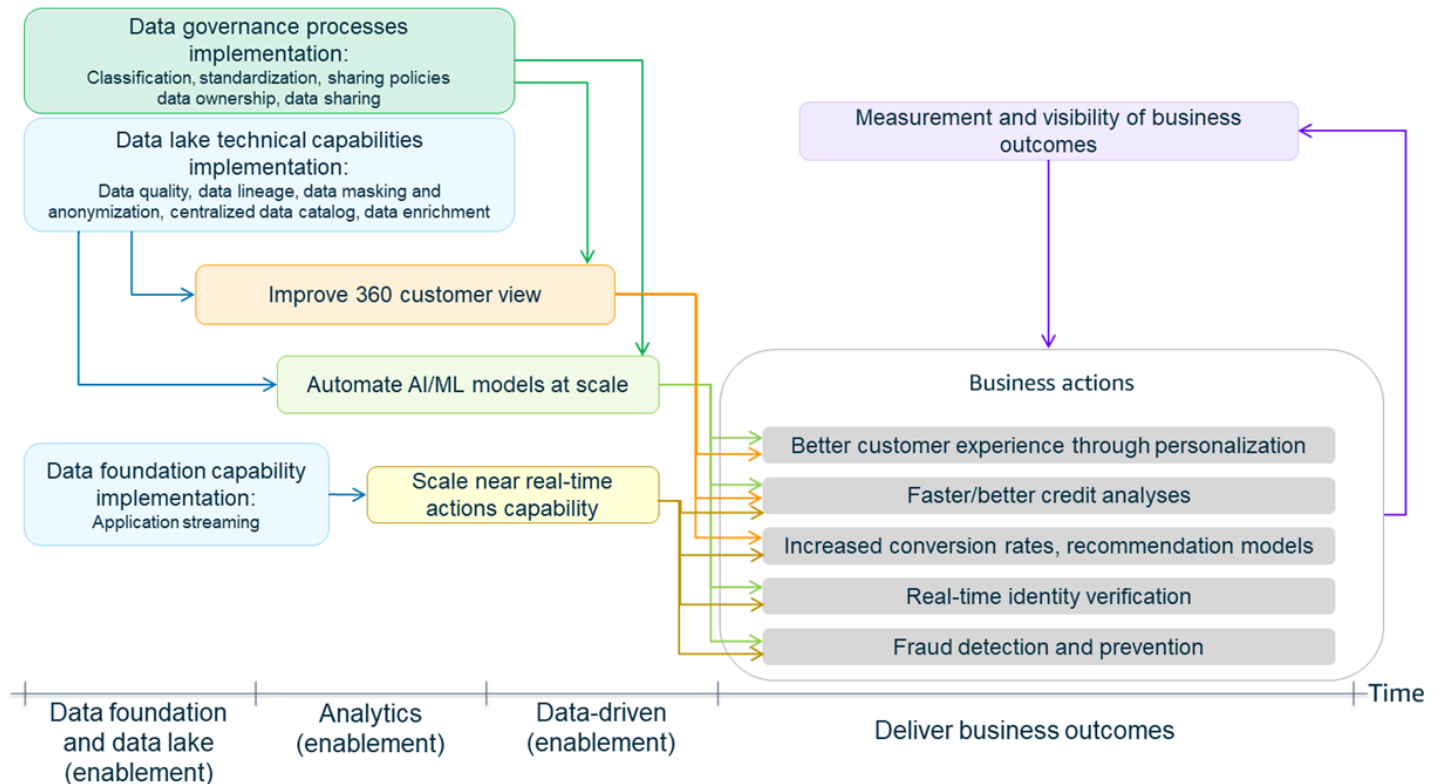 Data governance processes
implementation:
Classification, standardization, sharing policies
data ownership, data sharing
Data lake technical capabilities
implementation:
Data quality, data lineage, data masking and
anonymization, centralized data catalog, data enrichment
Measurement and visibility of business
outcomes
Improve 360 customer view
Automate AI/ML models at scale
Data foundation capability
implementation:
Application streaming
Scale near real-time
actions capability
Business actions
Better customer experience through personalization
Faster/better credit analyses
Increased conversion rates, recommendation models
Real-time identity verification
Fraud detection and prevention
Time
Data foundation
and data lake
(enablement)
Analytics
(enablement)
Data-driven
(enablement)
Deliver business outcomes